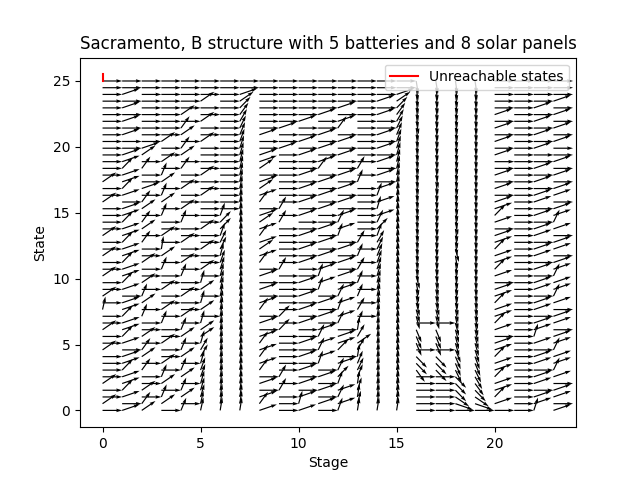 Sacramento, B structure with 5 batteries and 8 solar panels
Unreachable states
25
20
15
10
5
0
State
0
5
10
15
20
Stage